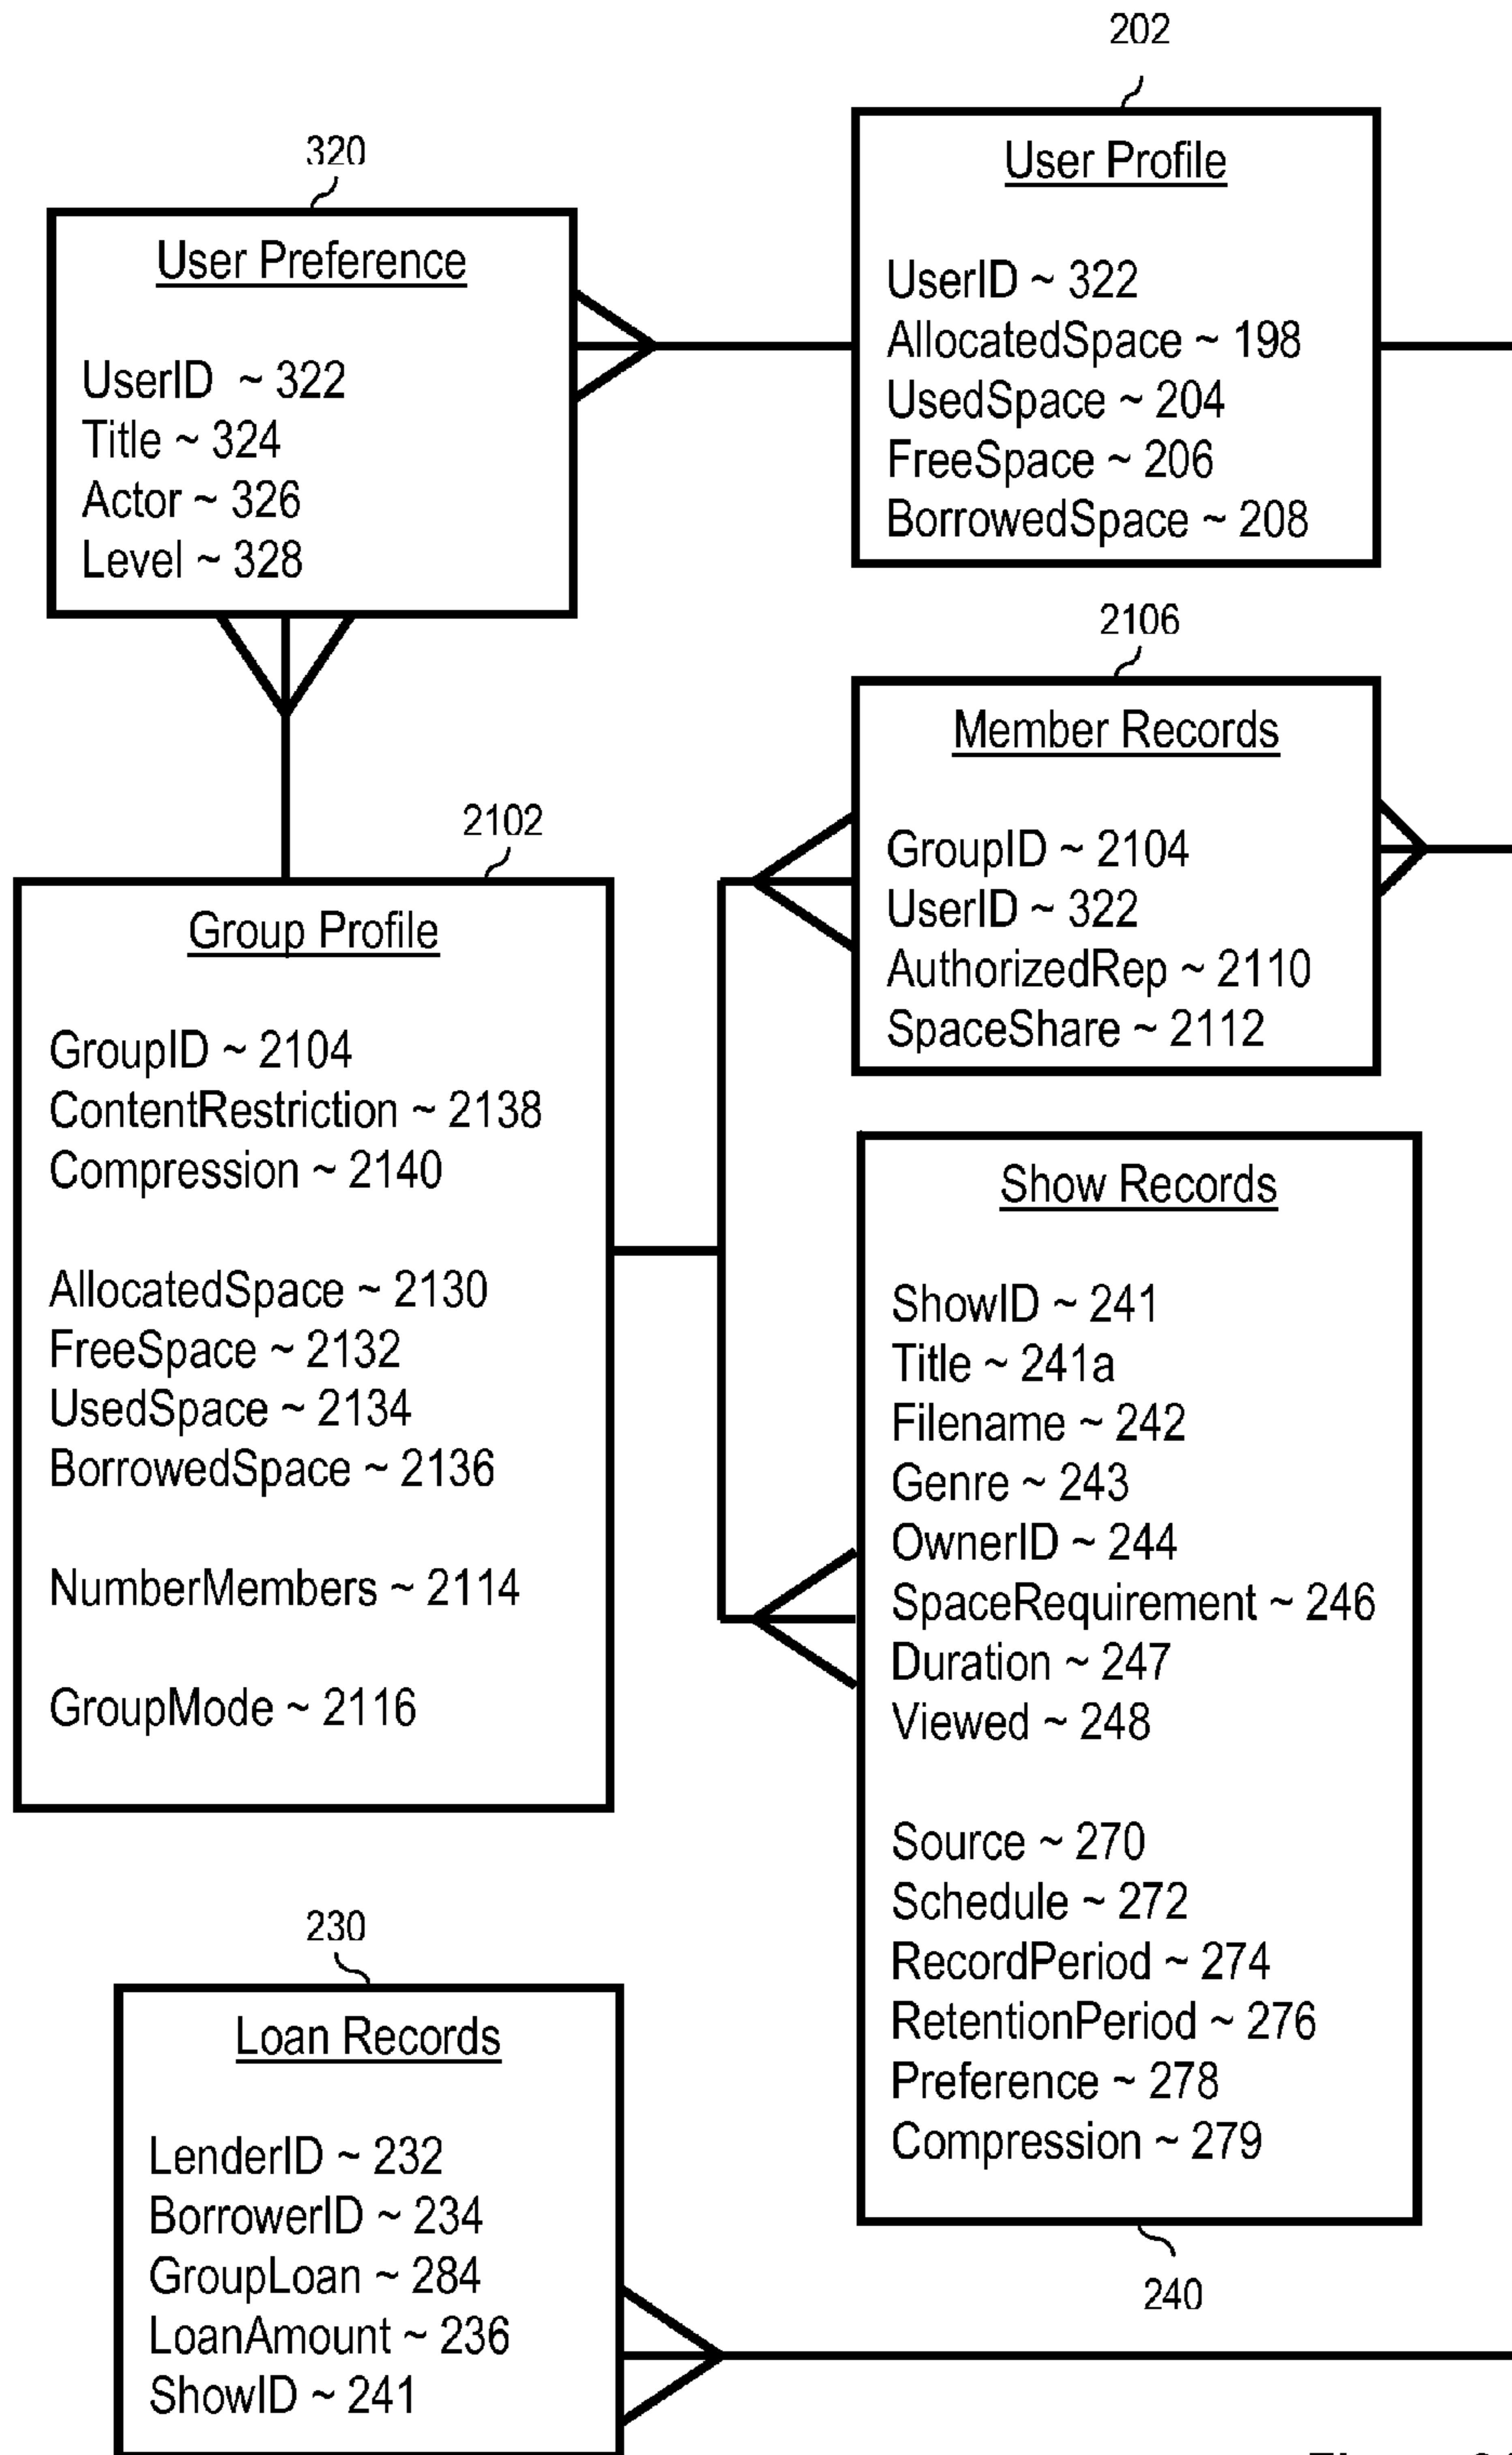 202
User Profile
UserID ~ 322
AllocatedSpace ~ 198
UsedSpace ~ 204
FreeSpace ~ 206
BorrowedSpace ~ 208
320
User Preference
UserID ~ 322
Title ~ 324
Actor ~ 326
Level ~ 328
2106
Member Records
GroupID ~ 2104
UserID ~ 322
AuthorizedRep ~ 2110
SpaceShare ~ 2112
2102
Group Profile
GroupID ~ 2104
ContentRestriction ~ 2138
Compression ~ 2140
AllocatedSpace ~ 2130
FreeSpace ~ 2132
UsedSpace ~ 2134
BorrowedSpace ~ 2136
NumberMembers ~ 2114
GroupMode ~ 2116
Show Records
ShowID ~ 241
Title ~ 241a
Filename ~ 242
Genre ~ 243
OwnerID ~ 244
SpaceRequirement ~ 246
Duration ~ 247
Viewed ~ 248
Source ~ 270
Schedule ~ 272
RecordPeriod ~ 274
RetentionPeriod ~ 276
Preference ~ 278
Compression ~ 279
240
230
Loan Records
LenderID ~ 232
BorrowerID ~ 234
GroupLoan ~ 284
LoanAmount ~ 236
ShowID ~ 241